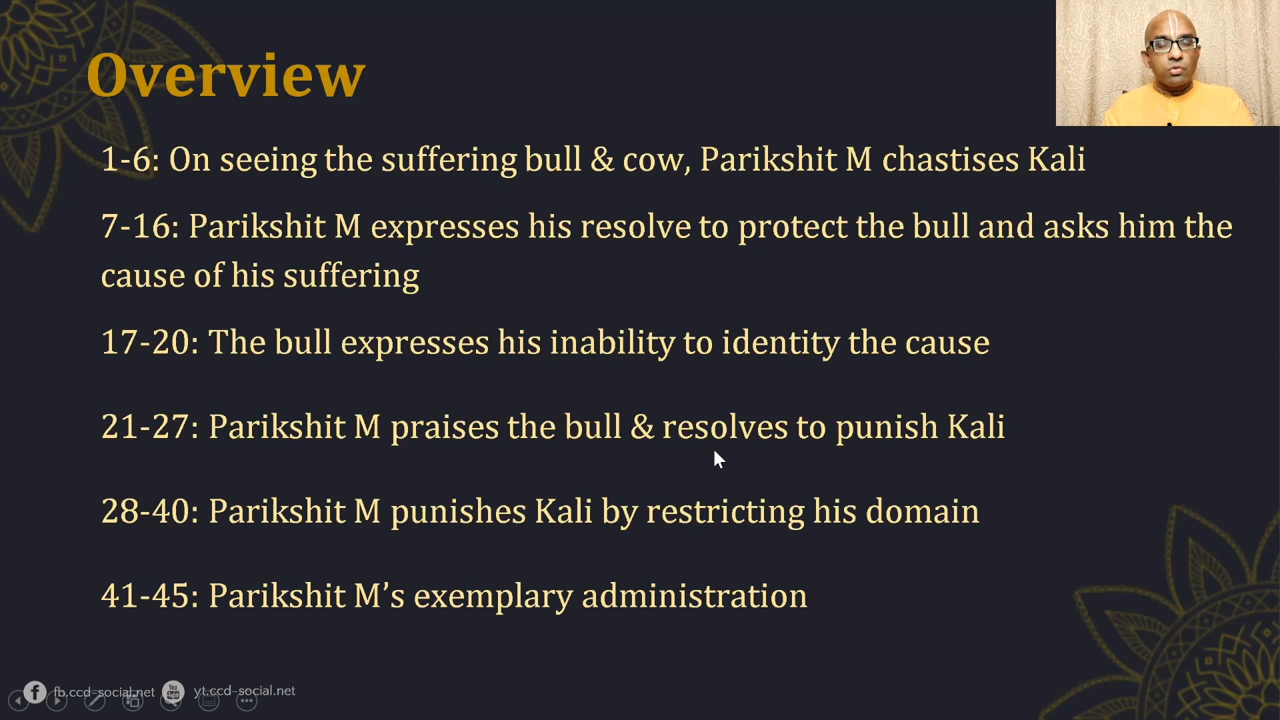 Overview
1-6: On seeing the suffering bull & cow, Parikshit M chastises Kali
7-16: Parikshit M expresses his resolve to protect the bull and asks him the
cause of his suffering
17-20: The bull expresses his inability to identity the cause
21-27: Parikshit M praises the bull & resolves to punish Kali
28-40: Parikshit M punishes Kali by restricting his domain
41-45: Parikshit M’s exemplary administration
fb.ccd-social.net yt.ccd-social.net